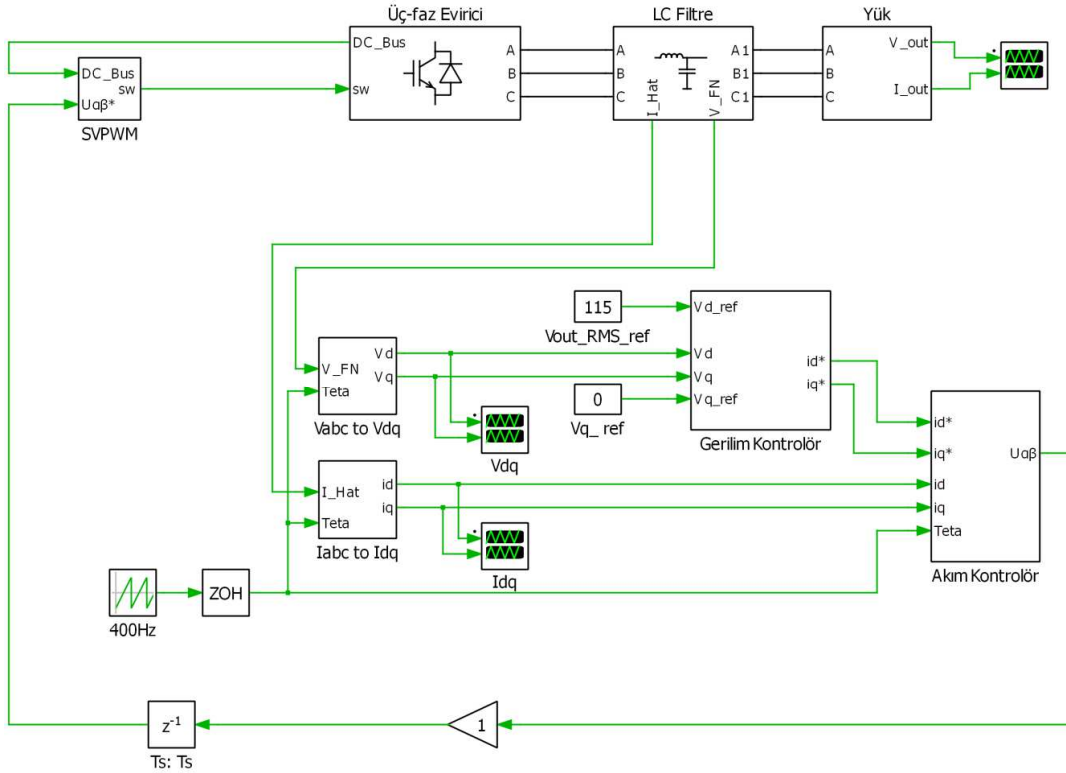 Üç-faz Evirici
LC Filtre
Yük
DC_Bus
A
B
C
sw
A
B
C
I_Hat
V_FN
A1
B1
C1
A
B
C
V_out
I_out
DC_Bus
sw
Uαβ*
SVPWM
115
Vout_RMS_ref
0
Vq_ ref
Vd_ref
Vd
Vq
Vq_ref
id*
iq*
Gerilim Kontrolör
V_FN
Teta
Vd
Vq
Vabc to Vdq
Vdq
I_Hat
Teta
id
iq
Iabc to Idq
Idq
id*
iq*
id
iq
Teta
Uαβ
Akım Kontrolör
400Hz
ZOH
z-1
Ts: Ts
1